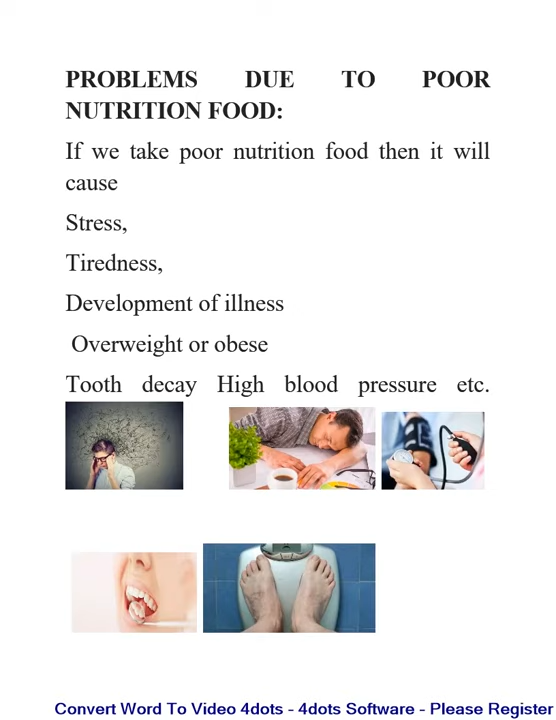 PROBLEMS DUE TO POOR
NUTRITION FOOD:
If we take poor nutrition food then it will
cause
Stress,
Tiredness,
Development of illness
Overweight or obese
Tooth decay High blood pressure etc.
Convert Word To Video 4dots - 4dots Software - Please Register